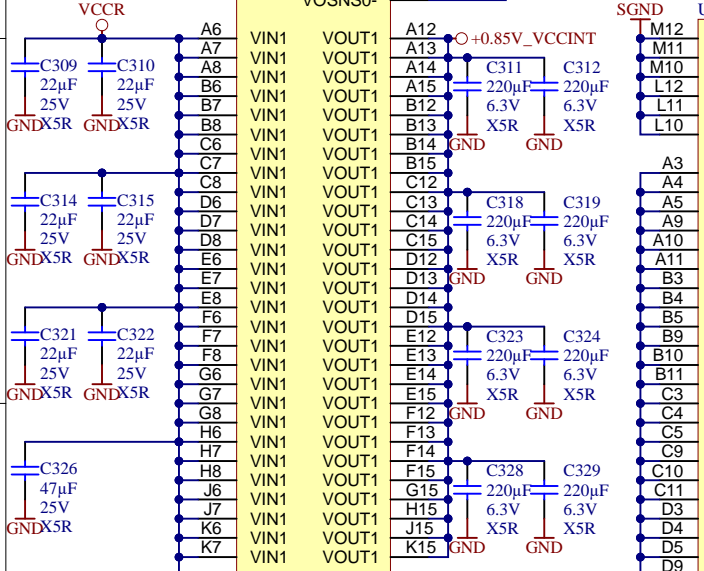 VOSNS0-
VCCR SGND U
A6 VIN1 VOUT1 A12 +0.85V_VCCINT M12
A7 VIN1 VOUT1 A13 M11
C309 C310 A8 VIN1 VOUT1 A14 C311 C312 M10
22µF 22µF B6 VIN1 VOUT1 A15 220µF 220µF L12
25V 25V B7 VIN1 VOUT1 B12 6.3V 6.3V L11
GND X5R GND X5R B8 VIN1 VOUT1 B13 X5R X5R L10
C6 VIN1 VOUT1 B14 GND GND
C7 VIN1 VOUT1 B15 A3
C8 VIN1 VOUT1 C12 A4
C314 C315 D6 VIN1 VOUT1 C13 C318 C319 A5
22µF 22µF D7 VIN1 VOUT1 C14 220µF 220µF A9
25V 25V D8 VIN1 VOUT1 C15 6.3V 6.3V A10
GND X5R GND X5R E6 VIN1 VOUT1 D12 X5R X5R A11
E7 VIN1 VOUT1 D13 GND GND B3
E8 VIN1 VOUT1 D14 B4
F6 VIN1 VOUT1 D15 B5
C321 C322 F7 VIN1 VOUT1 E12 C323 C324 B9
22µF 22µF F8 VIN1 VOUT1 E13 220µF 220µF B10
25V 25V G6 VIN1 VOUT1 E14 6.3V 6.3V B11
GND X5R GND X5R G7 VIN1 VOUT1 E15 X5R X5R C3
G8 VIN1 VOUT1 F12 GND GND C4
H6 VIN1 VOUT1 F13 C5
H7 VIN1 VOUT1 F14 C9
C326 H8 VIN1 VOUT1 F15 C328 C329 C10
47µF J6 VIN1 VOUT1 G15 220µF 220µF C11
25V J7 VIN1 VOUT1 H15 6.3V 6.3V D3
GND X5R K6 VIN1 VOUT1 J15 X5R X5R D4
K7 VIN1 VOUT1 K15 GND GND D5
D9